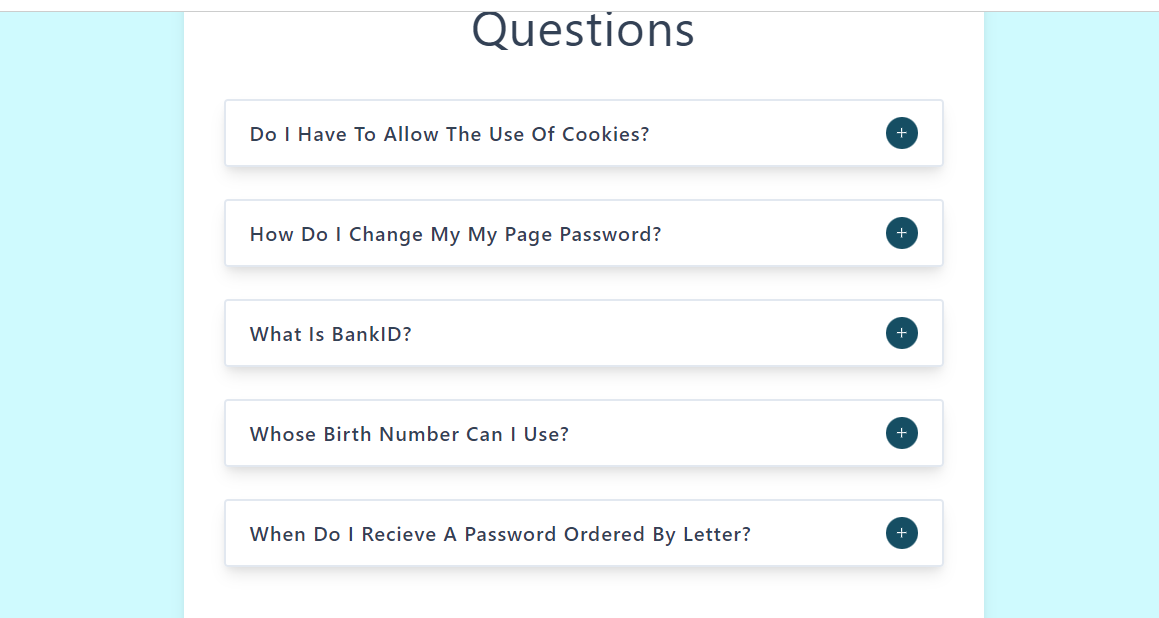 Questions
Do I Have To Allow The Use Of Cookies?
+
How Do I Change My My Page Password?
+
What Is BankID?
+
Whose Birth Number Can I Use?
+
When Do I Recieve A Password Ordered By Letter?
+